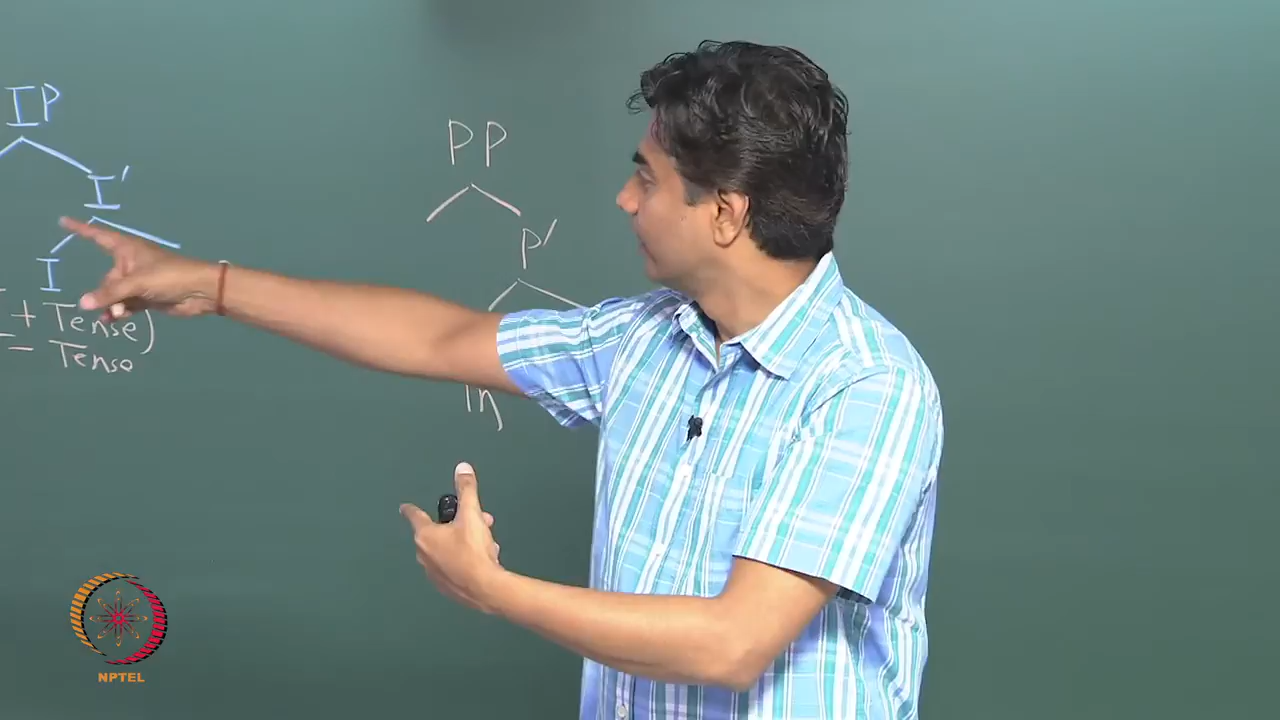 IP
I'
I
+ Tense)
- Tense
PP
P'
in
NPTEL